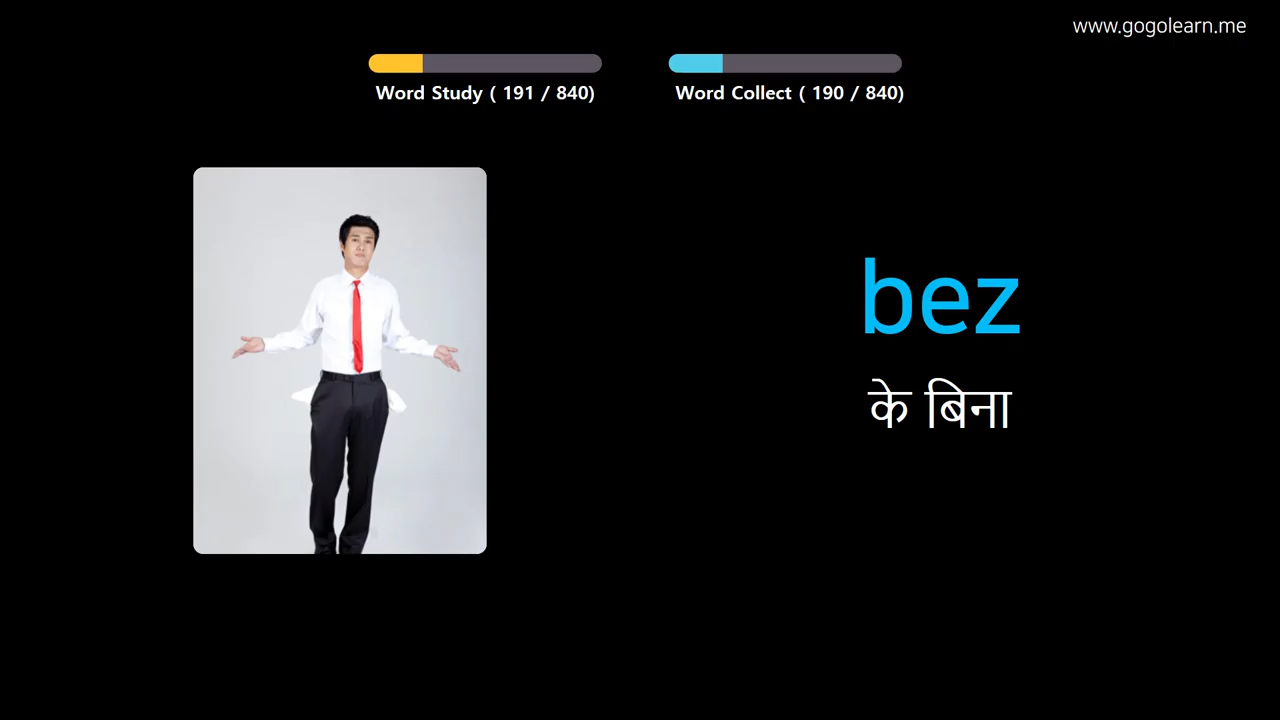 www.gogolearn.me
Word Study ( 191 / 840)
Word Collect ( 190 / 840)
bez
के बिना